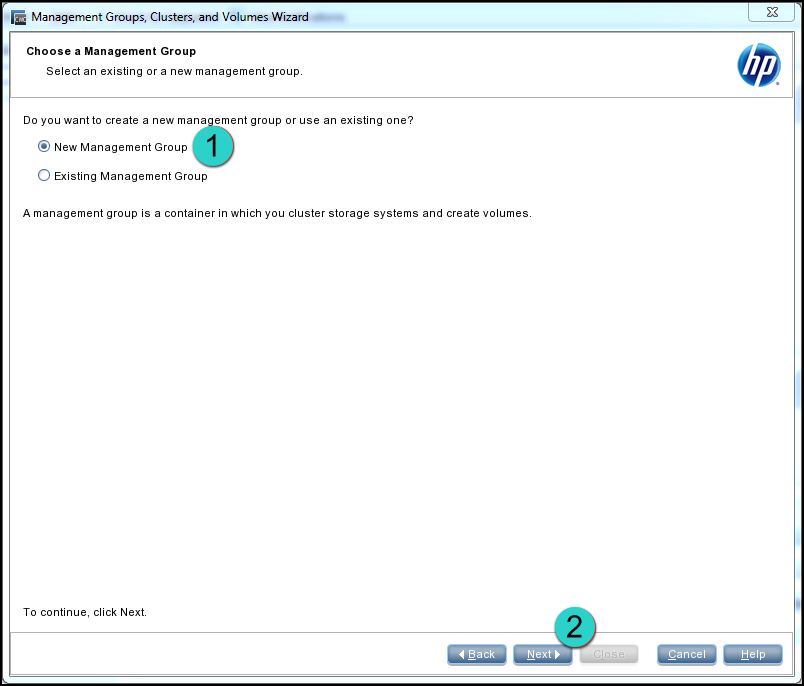 CMC Management Groups, Clusters, and Volumes Wizard
Choose a Management Group
Select an existing or a new management group.
hp
Do you want to create a new management group or use an existing one?
New Management Group 1
Existing Management Group
A management group is a container in which you cluster storage systems and create volumes.
To continue, click Next.
2
Back Next Close Cancel Help